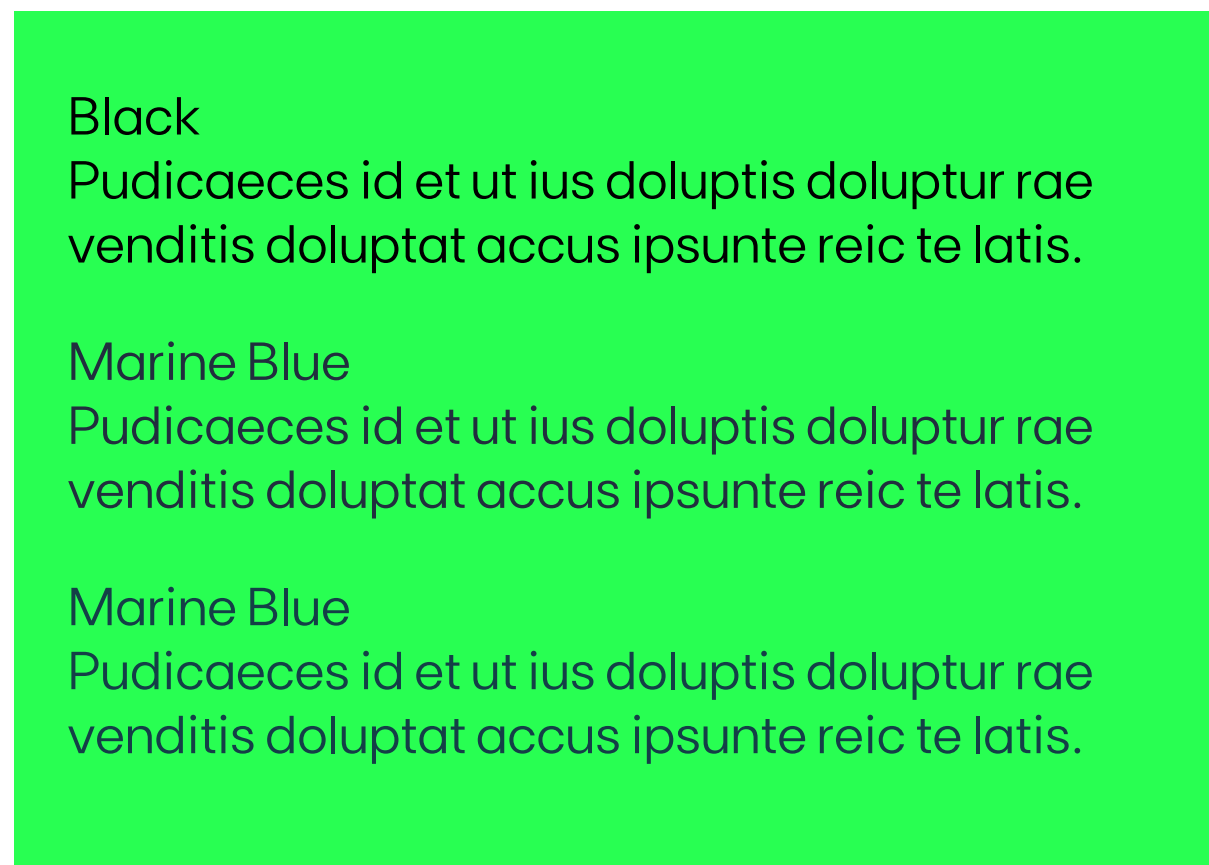 Black
Pudicaeces id et ut ius doluptis doluptur rae
venditis doluptat accus ipsunte reic te latis.
Marine Blue
Pudicaeces id et ut ius doluptis doluptur rae
venditis doluptat accus ipsunte reic te latis.
Marine Blue
Pudicaeces id et ut ius doluptis doluptur rae
venditis doluptat accus ipsunte reic te latis.